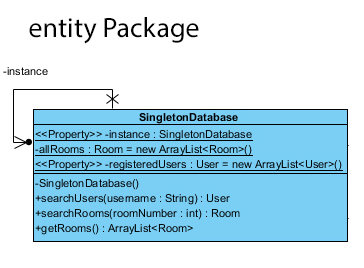 entity Package
-instance
SingletonDatabase
<<Property>> -instance : SingletonDatabase
-allRooms : Room = new ArrayList<Room>()
<<Property>> -registeredUsers : User = new ArrayList<User>()
-SingletonDatabase()
+searchUsers(username : String) : User
+searchRooms(roomNumber : int) : Room
+getRooms() : ArrayList<Room>